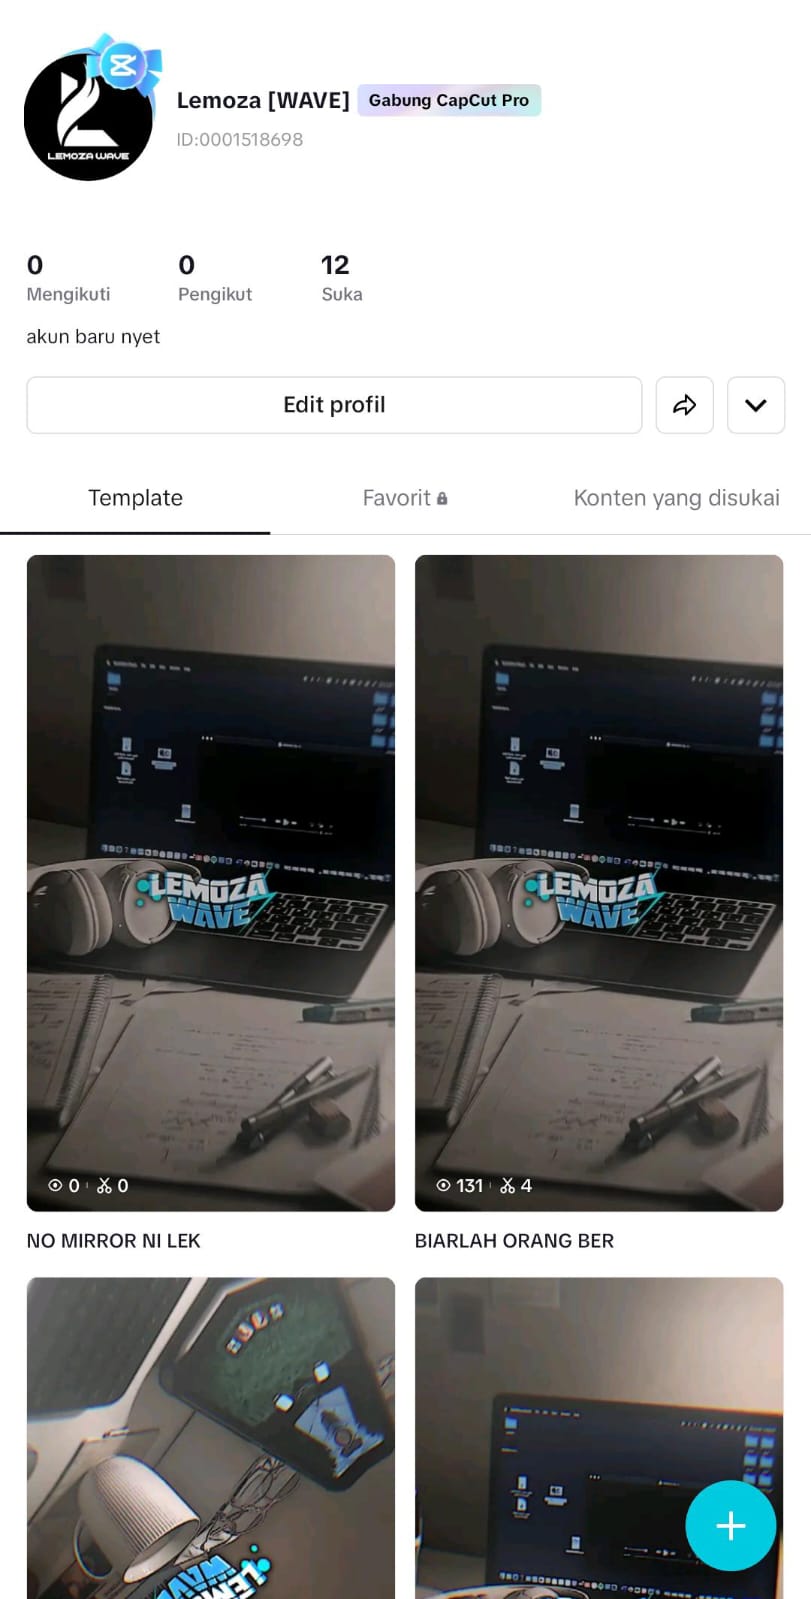 LEMOZA WAVE
Lemoza [WAVE] Gabung CapCut Pro
ID:0001518698
0 0 12
Mengikuti Pengikut Suka
akun baru nyet
Edit profil
Template Favorit Konten yang disukai
LEMOZA
WAVE
LEMOZA
WAVE
0 0
131 4
NO MIRROR NI LEK
BIARLAH ORANG BER